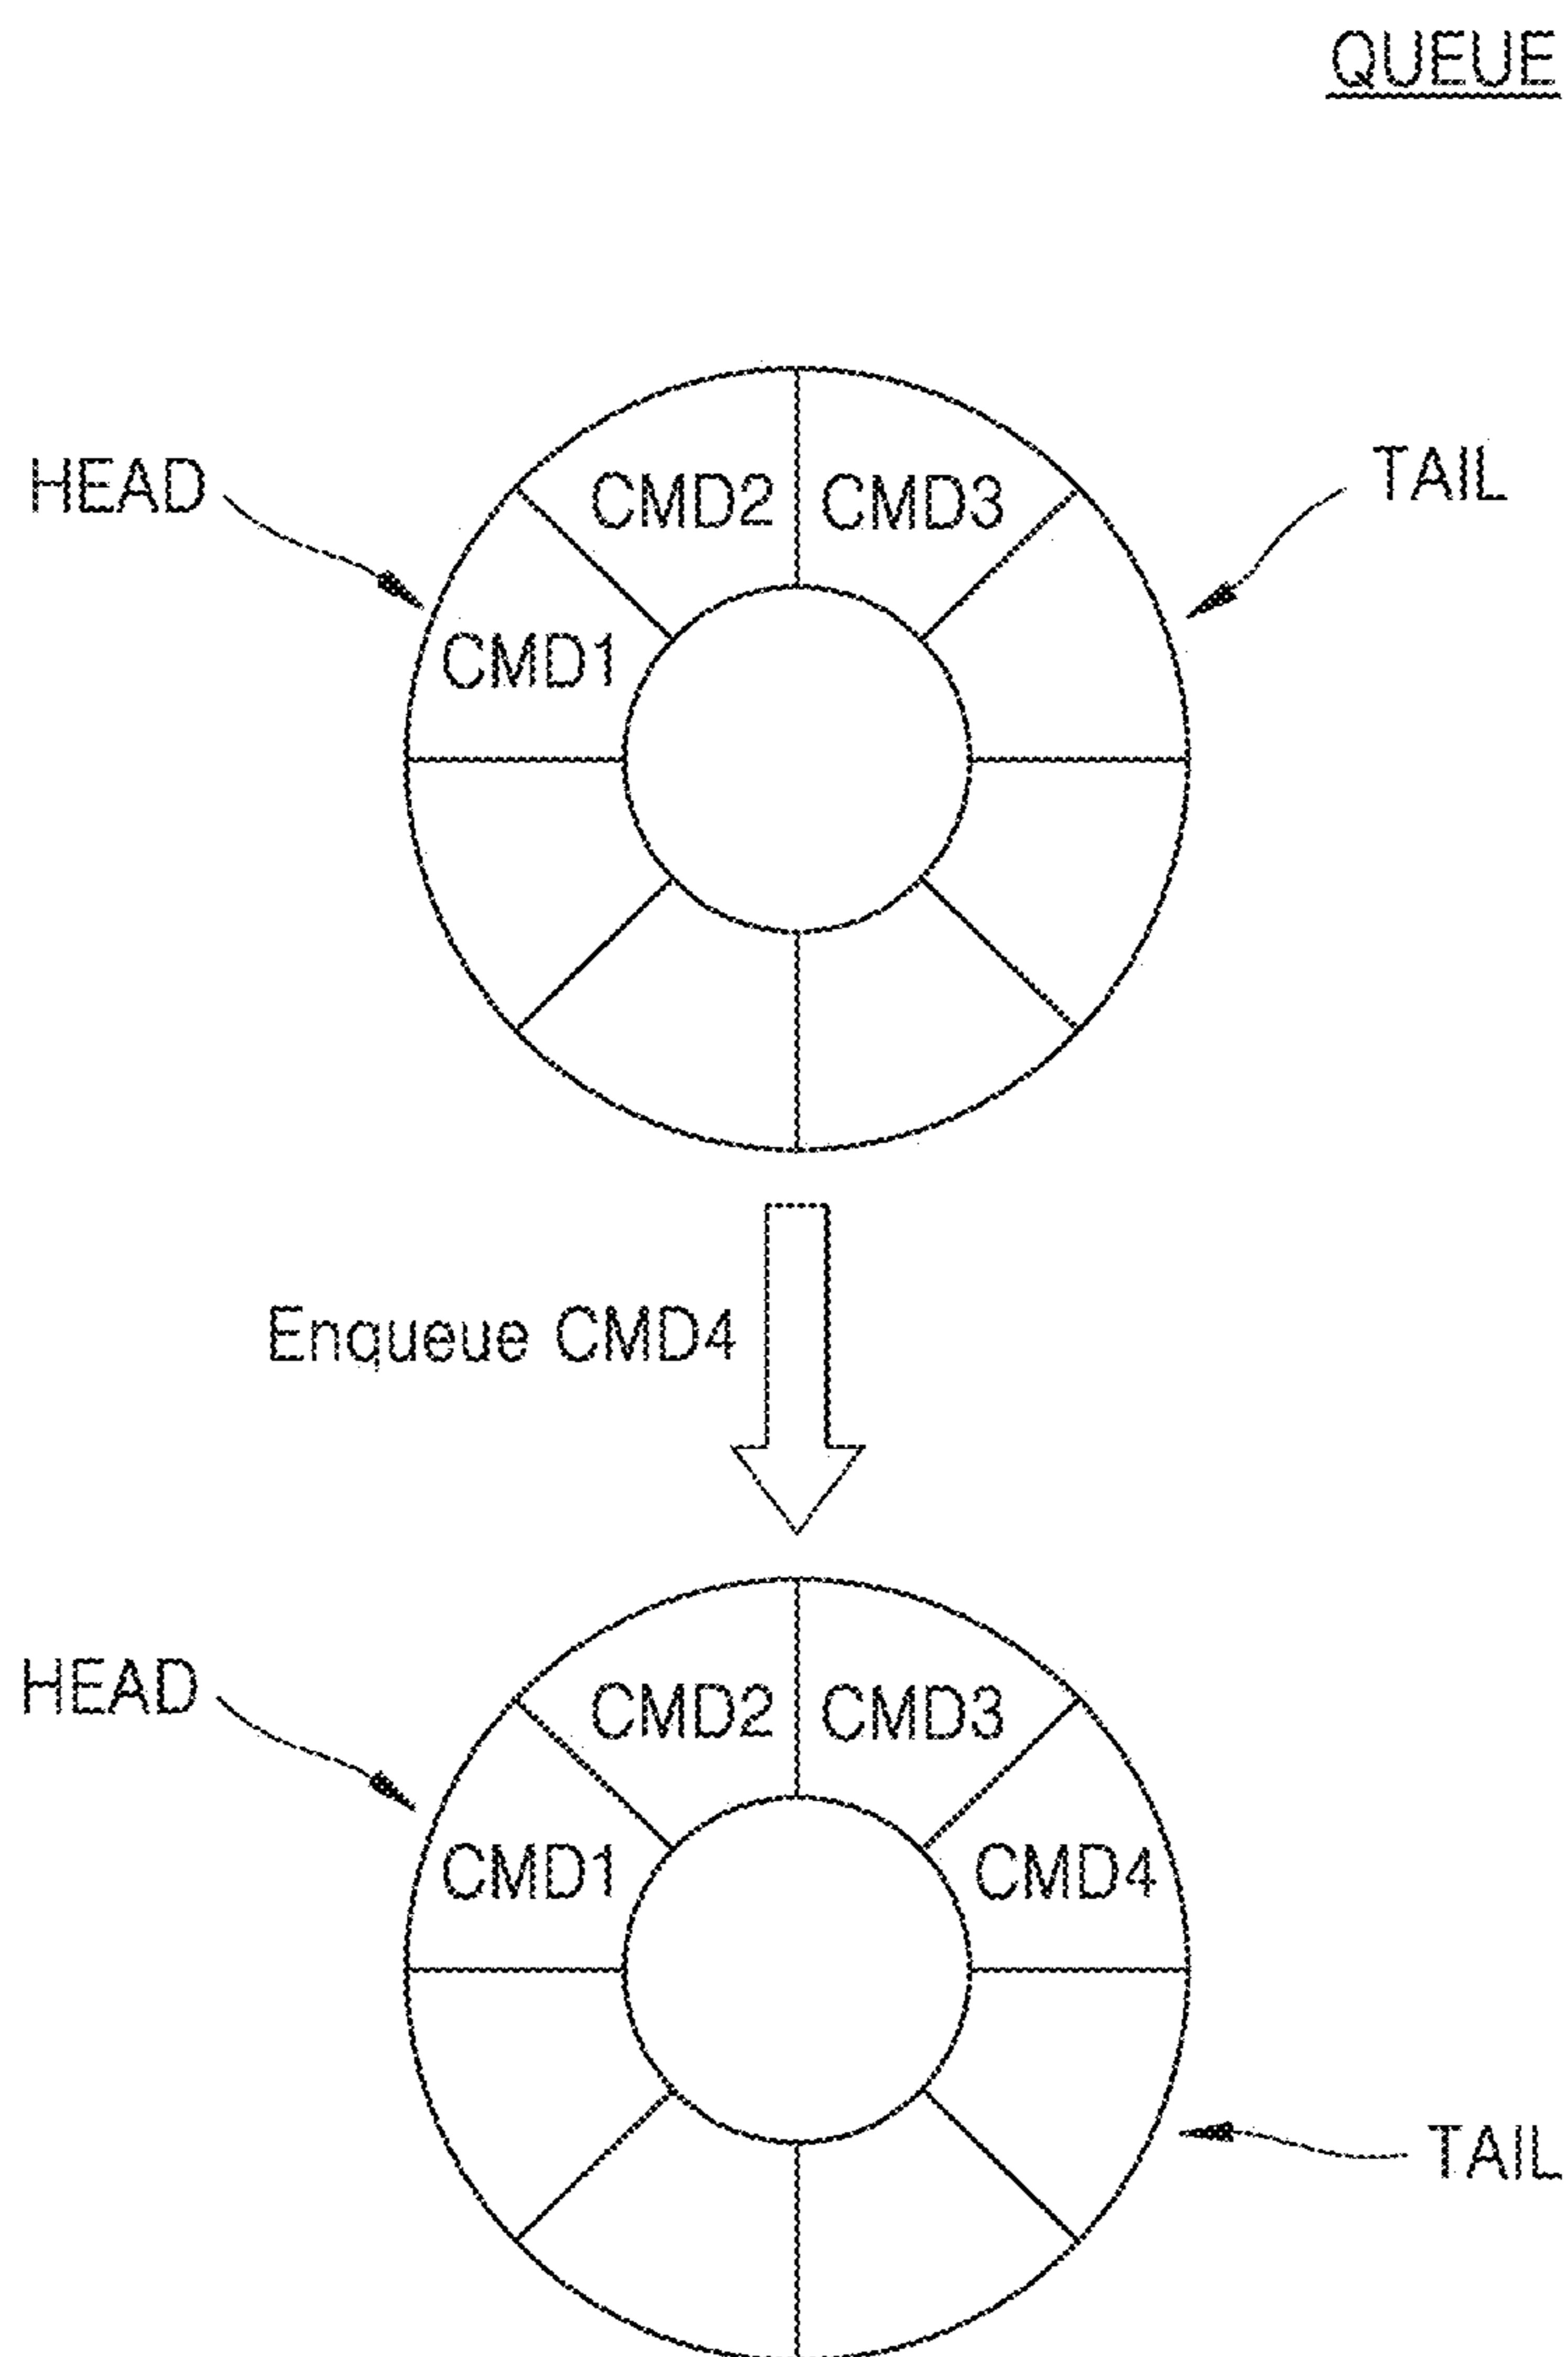 QUEUE
HEAD
TAIL
CMD2
CMD3
CMD1
Enqueue CMD4
HEAD
CMD2
CMD3
CMD1
CMD4
TAIL